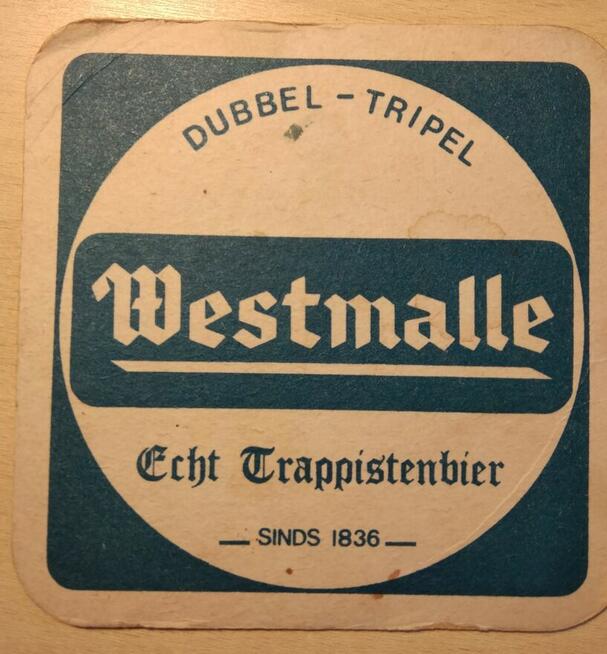 DUBBEL - TRIPEL
Westmalle
Echt Trappistenbier
SINDS 1836